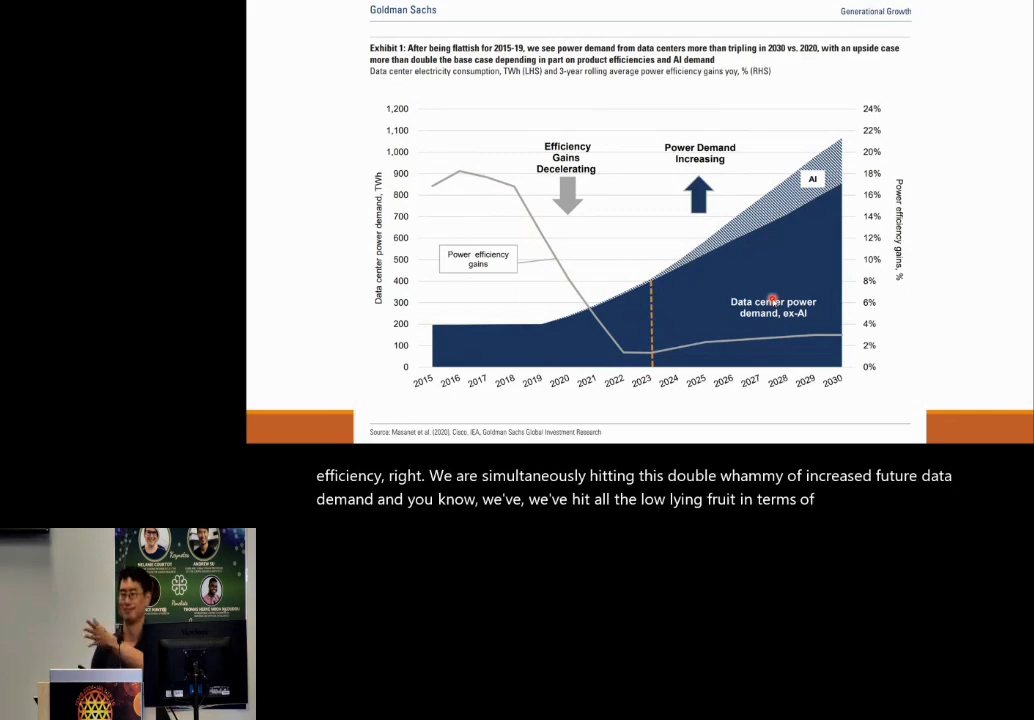 Goldman Sachs
Generational Growth
Exhibit 1: After being flattish for 2015-19, we see power demand from data centers more than tripling in 2030 vs. 2020, with an upside case
more than double the base case depending in part on product efficiencies and AI demand
Data center electricity consumption, TWh (LHS) and 3-year rolling average power efficiency gains yoy, % (RHS)
Data center power demand, TWh
1,200
1,100
1,000
900
800
700
600
500
400
300
200
100
0
Efficiency
Gains
Decelerating
Power Demand
Increasing
AI
Power efficiency
gains
Data center power
demand, ex-AI
24%
22%
20%
18%
16%
14%
12%
10%
8%
6%
4%
2%
0%
Power efficiency gains, %
2015 2016 2017 2018 2019 2020 2021 2022 2023 2024 2025 2026 2027 2028 2029 2030
Source: Masanet et al. (2020), Cisco, IEA, Goldman Sachs Global Investment Research
efficiency, right. We are simultaneously hitting this double whammy of increased future data
demand and you know, we've, we've hit all the low lying fruit in terms of
Keynotes
MELANIE COURTOT
ANDREW SU
Panelists
HUNTER